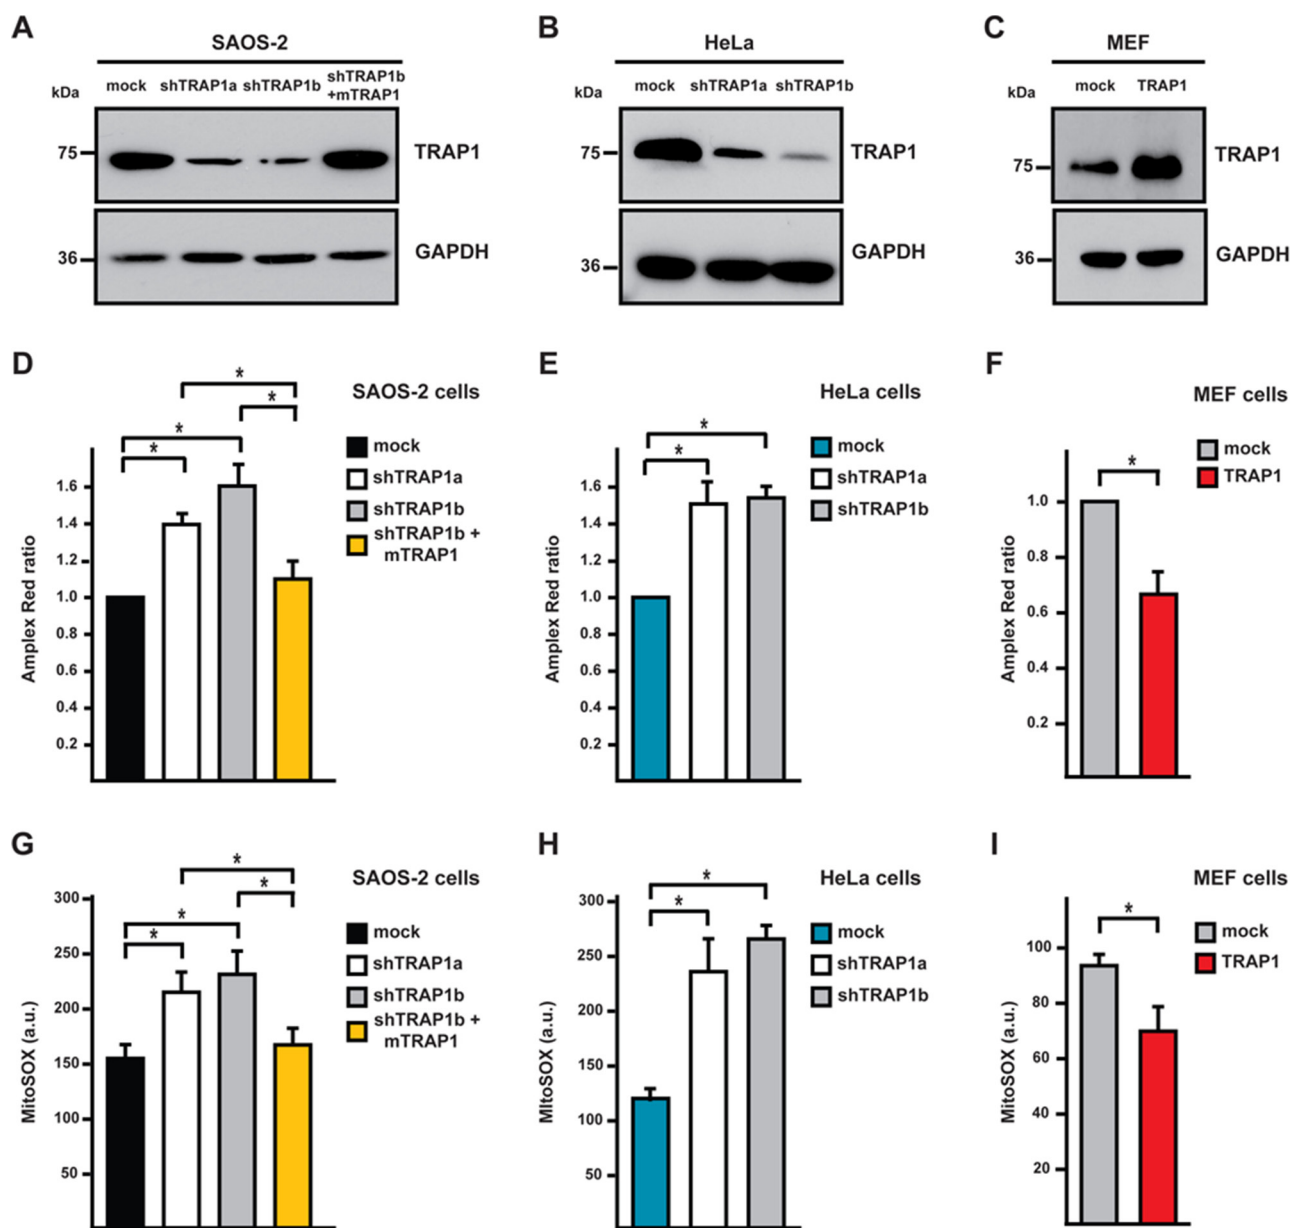 A
SAOS-2
kDa
mock shTRAP1a shTRAP1b shTRAP1b
+mTRAP1
75
TRAP1
36
GAPDH
B
HeLa
kDa
mock shTRAP1a shTRAP1b
75
TRAP1
36
GAPDH
C
MEF
kDa
mock TRAP1
75
TRAP1
36
GAPDH
D
SAOS-2 cells
*
*
*
*
mock
shTRAP1a
shTRAP1b
shTRAP1b +
mTRAP1
Amplex Red ratio
1.6
1.4
1.2
1.0
0.8
0.6
0.4
0.2
E
HeLa cells
*
*
mock
shTRAP1a
shTRAP1b
Amplex Red ratio
1.6
1.4
1.2
1.0
0.8
0.6
0.4
0.2
F
MEF cells
*
mock
TRAP1
Amplex Red ratio
1.0
0.8
0.6
0.4
0.2
G
SAOS-2 cells
*
*
*
*
mock
shTRAP1a
shTRAP1b
shTRAP1b +
mTRAP1
MitoSOX (a.u.)
300
250
200
150
100
50
H
HeLa cells
*
*
mock
shTRAP1a
shTRAP1b
MItoSOX (a.u.)
300
250
200
150
100
50
I
MEF cells
*
mock
TRAP1
MitoSOX (a.u.)
100
80
60
40
20